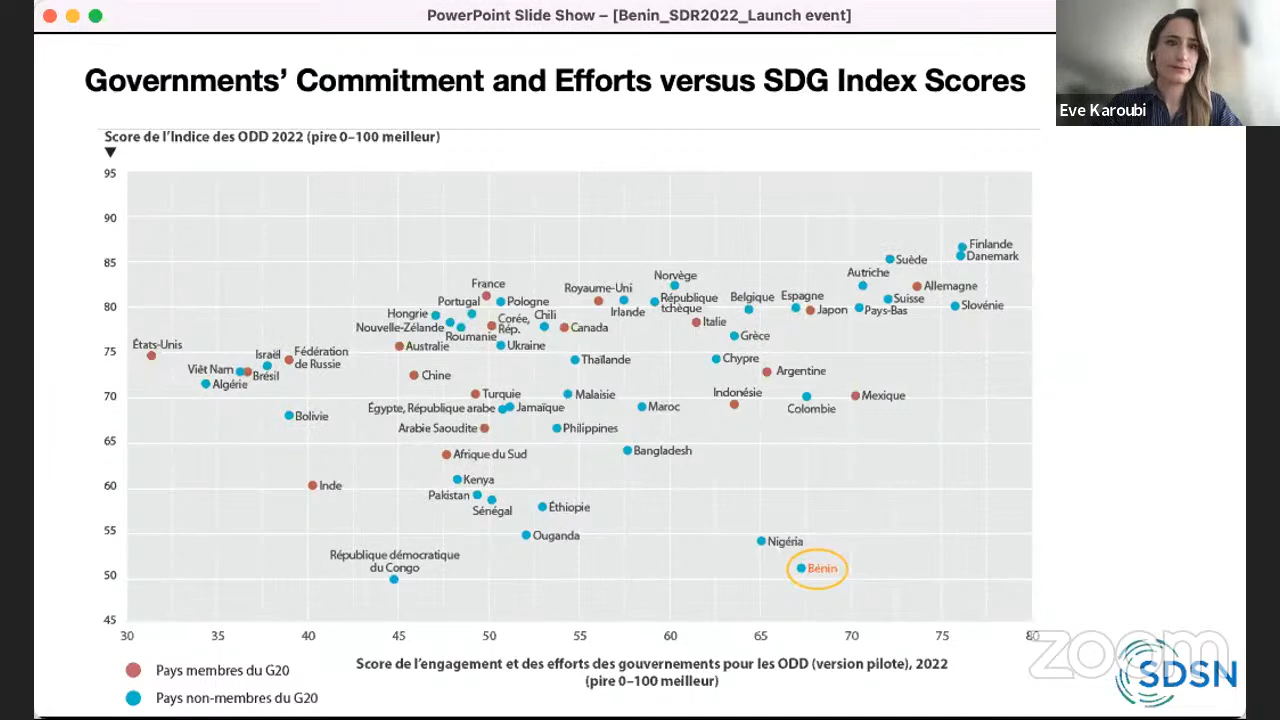 PowerPoint Slide Show – [Benin_SDR2022_Launch event]
Eve Karoubi
Governments’ Commitment and Efforts versus SDG Index Scores
Score de l’Indice des ODD 2022 (pire 0–100 meilleur)
95
90
85
80
75
70
65
60
55
50
45
30
35
40
45
50
55
60
65
70
75
80
Finlande
Danemark
Suède
Autriche
Allemagne
Suisse
Slovénie
Pays-Bas
Espagne
Japon
Belgique
Grèce
Norvège
République
tchèque
Italie
Royaume-Uni
Irlande
France
Portugal
Pologne
Hongrie
Nouvelle-Zélande
Roumanie
Corée,
Rép.
Chili
Canada
Ukraine
Australie
États-Unis
Israël
Fédération
de Russie
Viêt Nam
Brésil
Algérie
Chine
Thaïlande
Chypre
Argentine
Turquie
Malaisie
Indonésie
Colombie
Mexique
Égypte, République arabe
Jamaïque
Maroc
Bolivie
Arabie Saoudite
Philippines
Bangladesh
Afrique du Sud
Inde
Kenya
Pakistan
Sénégal
Éthiopie
Ouganda
Nigéria
Bénin
République démocratique
du Congo
Score de l’engagement et des efforts des gouvernements pour les ODD (version pilote), 2022
(pire 0–100 meilleur)
Pays membres du G20
Pays non-membres du G20
zoom
SDSN